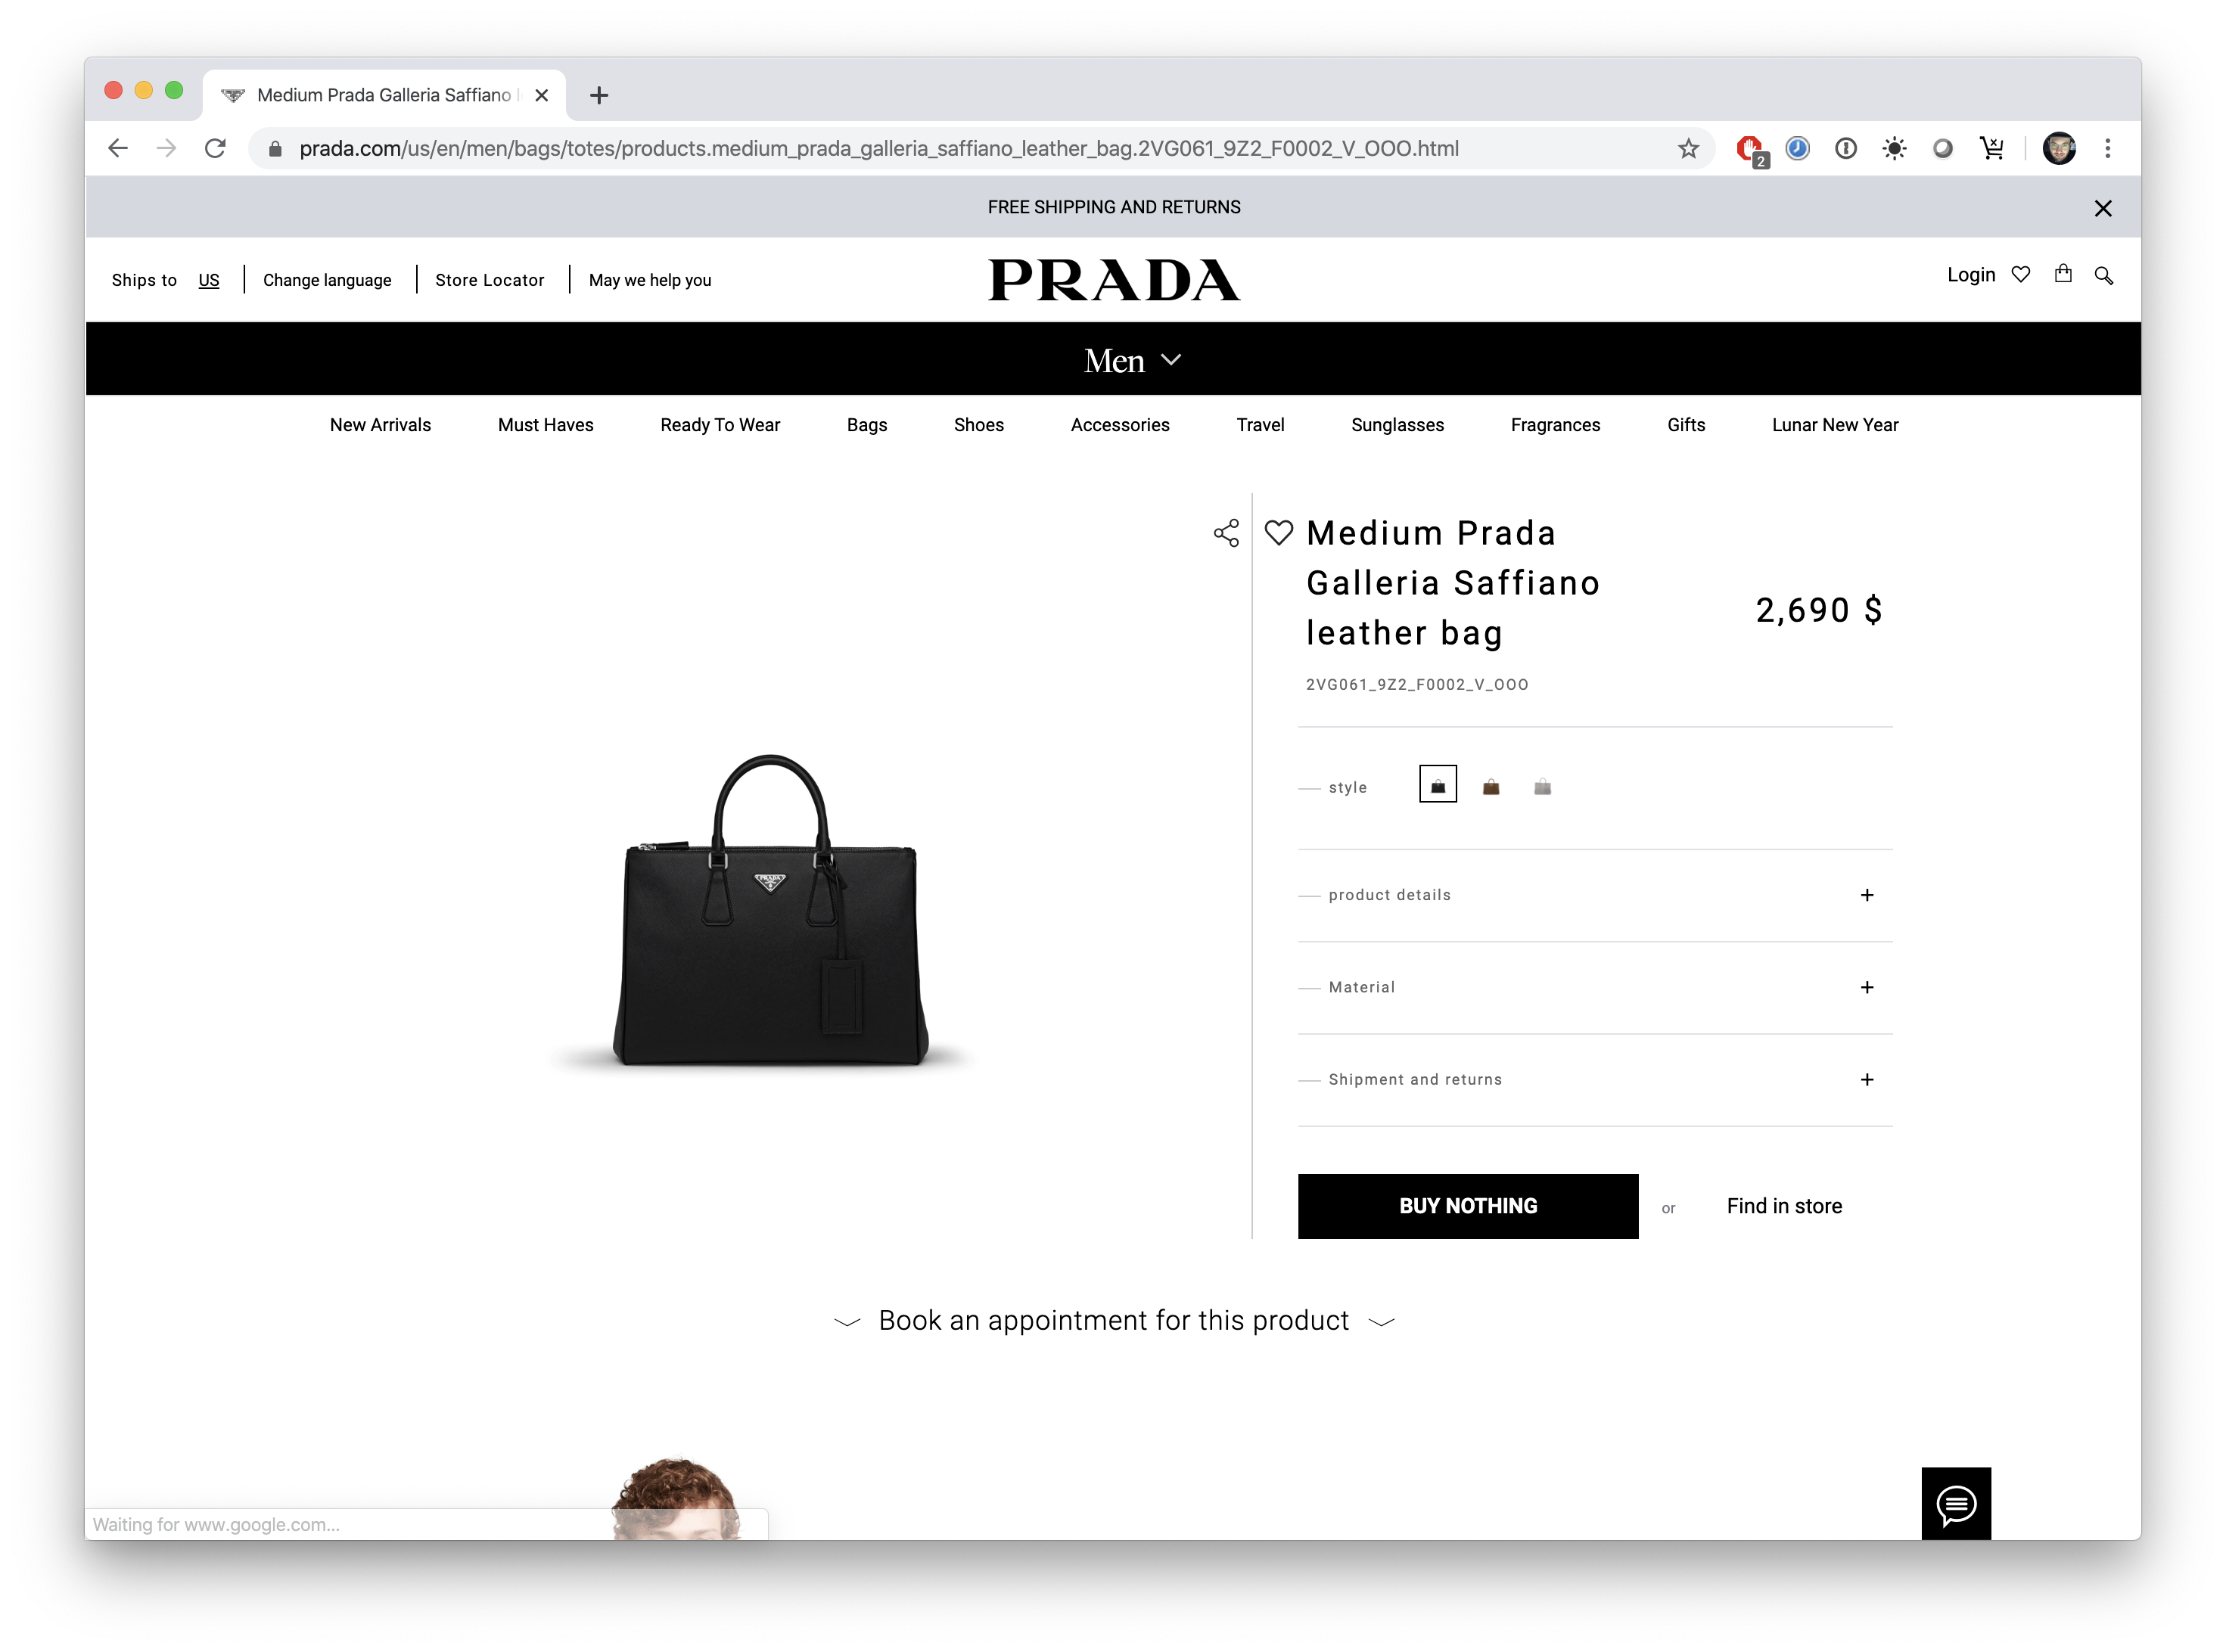 Medium Prada Galleria Saffiano
prada.com/us/en/men/bags/totes/products.medium_prada_galleria_saffiano_leather_bag.2VG061_9Z2_F0002_V_OOO.html
2
FREE SHIPPING AND RETURNS
Ships to US Change language Store Locator May we help you
PRADA
Login
Men
New Arrivals Must Haves Ready To Wear Bags Shoes Accessories Travel Sunglasses Fragrances Gifts Lunar New Year
Medium Prada
Galleria Saffiano
leather bag
2,690 $
2VG061_9Z2_F0002_V_OOO
style
PRADA
product details
Material
Shipment and returns
BUY NOTHING or Find in store
Book an appointment for this product
Waiting for www.google.com...